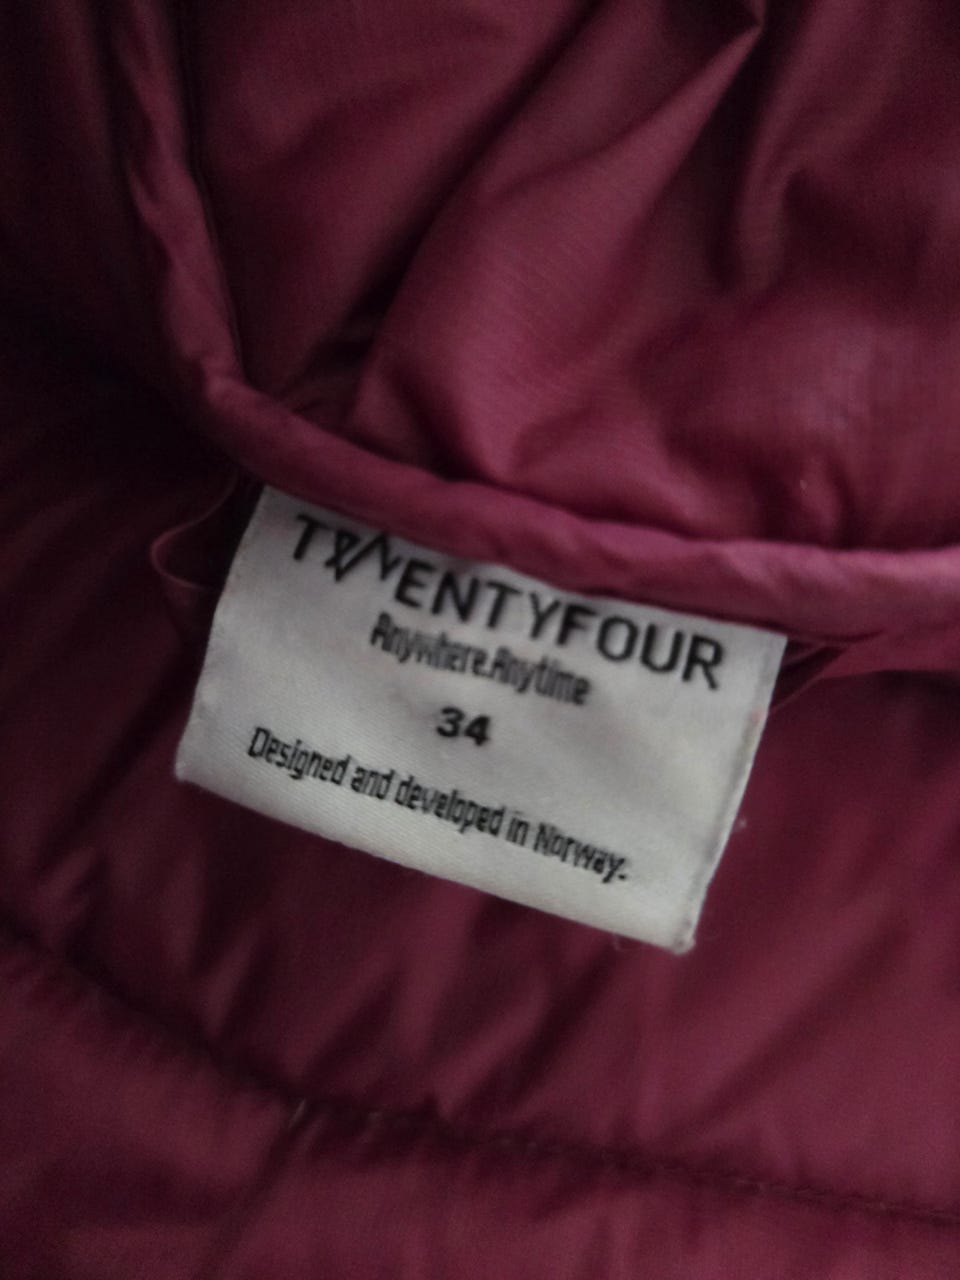 TWENTYFOUR
Anywhere.Anytime
34
Designed and developed in Norway.